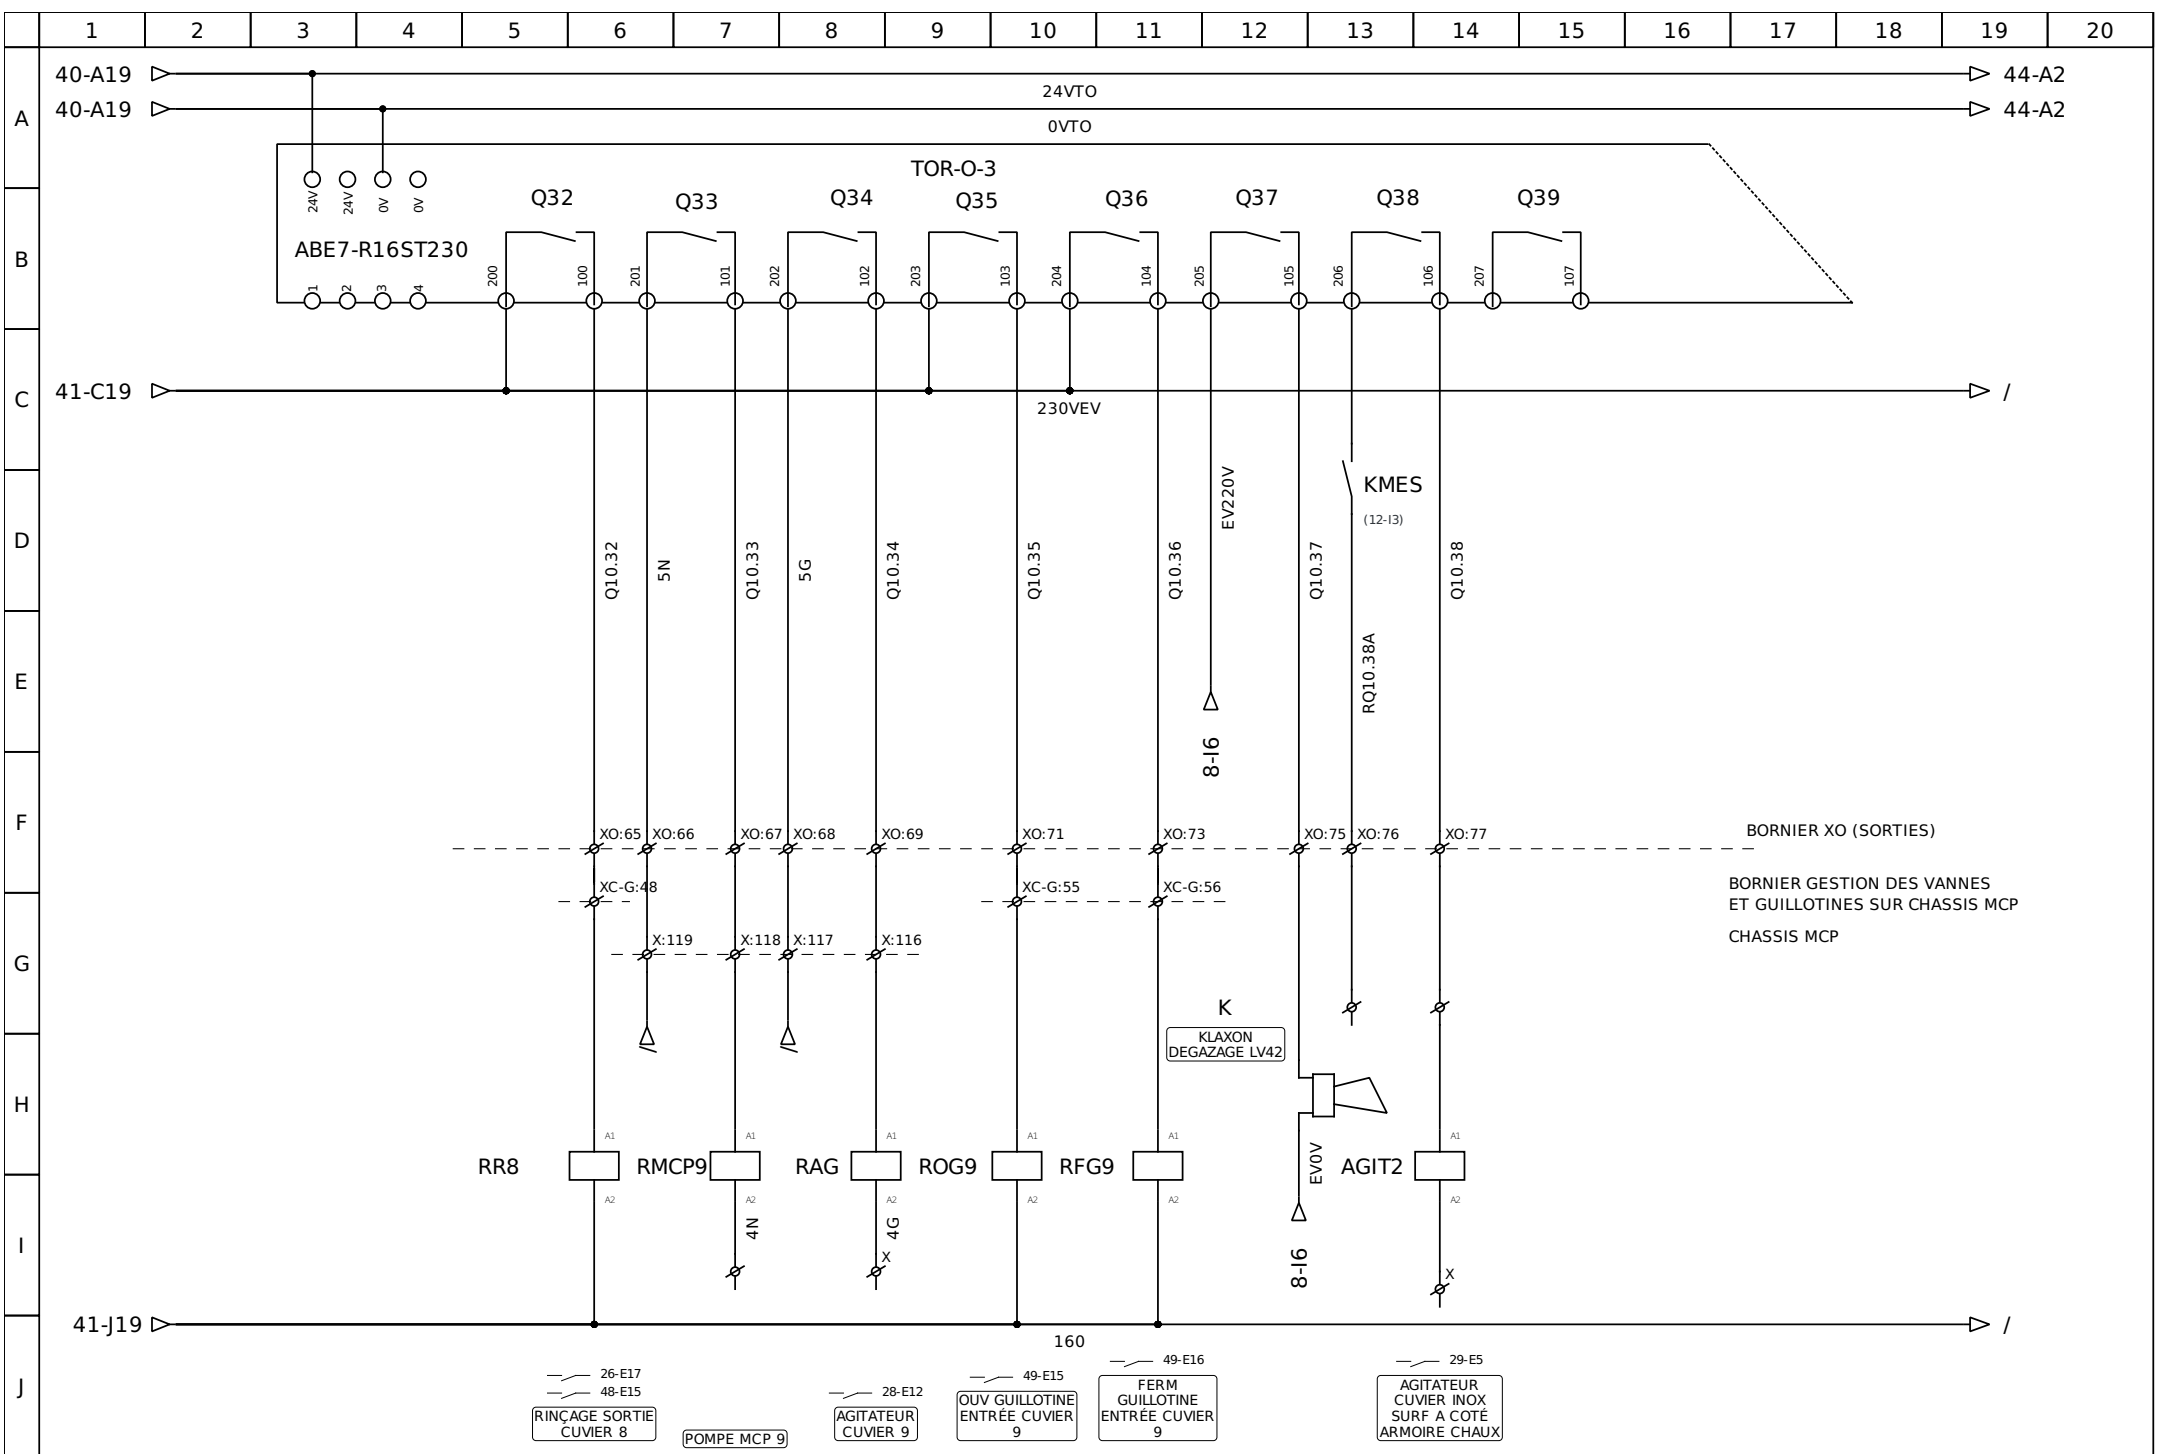 1 2 3 4 5 6 7 8 9 10 11 12 13 14 15 16 17 18 19 20
A
B
C
D
E
F
G
H
I
J
40-A19
44-A2
24VTO
40-A19
44-A2
0VTO
TOR-O-3
24V 24V 0V 0V
Q32 Q33 Q34 Q35 Q36 Q37 Q38 Q39
ABE7-R16ST230
1 2 3 4
200 100 201 101 202 102 203 103 204 104 205 105 206 106 207 107
41-C19
/
230VEV
EV220V
KMES
(12-I3)
Q10.32
5N
Q10.33
5G
Q10.34
Q10.35
Q10.36
Q10.37
Q10.38
RQ10.38A
8-I6
XO:65 XO:66 XO:67 XO:68 XO:69 XO:71 XO:73 XO:75 XO:76 XO:77
BORNIER XO (SORTIES)
XC-G:48 XC-G:55 XC-G:56
BORNIER GESTION DES VANNES
ET GUILLOTINES SUR CHASSIS MCP
X:119 X:118 X:117 X:116
CHASSIS MCP
/ /
K
KLAXON
DEGAZAGE LV42
A1 A1 A1 A1 A1 A1
RR8 RMCP9 RAG ROG9 RFG9 AGIT2
A2 A2 A2 A2 A2 A2
EV0V
4N
4G
X
8-I6
X
41-J19
/
160
26-E17
48-E15
RINÇAGE SORTIE
CUVIER 8
POMPE MCP 9
28-E12
AGITATEUR
CUVIER 9
49-E15
OUV GUILLOTINE
ENTRÉE CUVIER
9
49-E16
FERM
GUILLOTINE
ENTRÉE CUVIER
9
29-E5
AGITATEUR
CUVIER INOX
SURF A COTÉ
ARMOIRE CHAUX